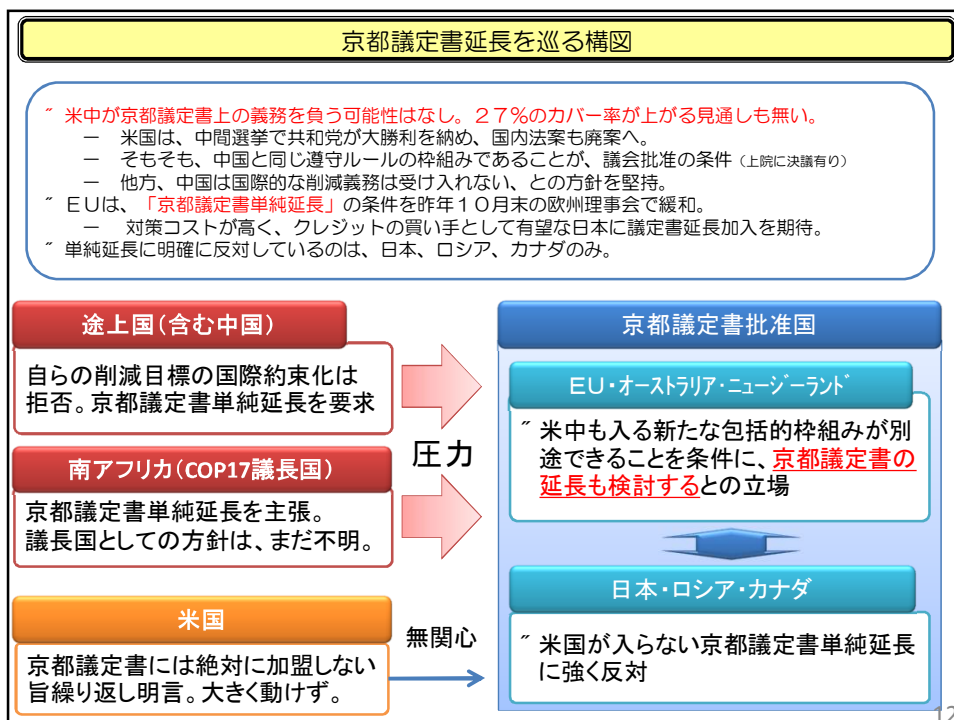 京都議定書延長を巡る構図
˝ 米中が京都議定書上の義務を負う可能性はなし。２７％のカバー率が上がる見通しも無い。
－ 米国は、中間選挙で共和党が大勝利を納め、国内法案も廃案へ。
－ そもそも、中国と同じ遵守ルールの枠組みであることが、議会批准の条件（上院に決議有り）
－ 他方、中国は国際的な削減義務は受け入れない、との方針を堅持。
˝ ＥＵは、「京都議定書単純延長」の条件を昨年１０月末の欧州理事会で緩和。
－ 対策コストが高く、クレジットの買い手として有望な日本に議定書延長加入を期待。
˝ 単純延長に明確に反対しているのは、日本、ロシア、カナダのみ。
途上国（含む中国）
自らの削減目標の国際約束化は
拒否。京都議定書単純延長を要求
南アフリカ（COP17議長国）
京都議定書単純延長を主張。
議長国としての方針は、まだ不明。
圧力
米国
京都議定書には絶対に加盟しない
旨繰り返し明言。大きく動けず。
無関心
京都議定書批准国
ＥＵ・オーストラリア・ニュージーランド
˝ 米中も入る新たな包括的枠組みが別
途できることを条件に、京都議定書の
延長も検討するとの立場
日本・ロシア・カナダ
˝ 米国が入らない京都議定書単純延長
に強く反対
12